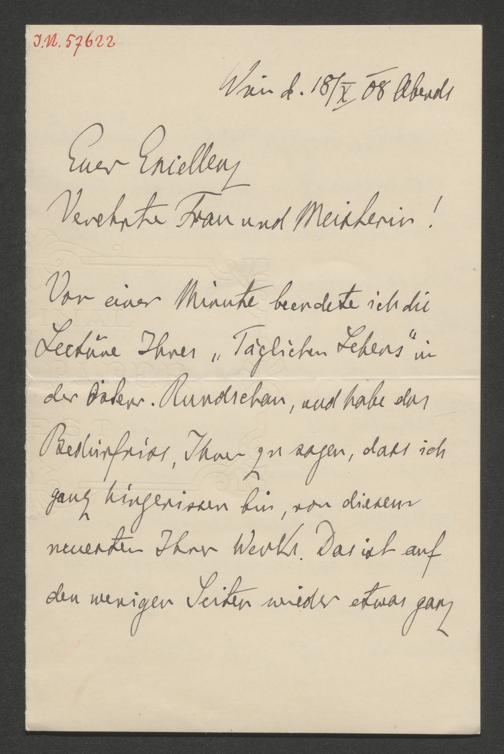 I.N. 57622
Wien d. 18/X 08 Abends
Euer Excellenz
Verehrte Frau und Meisterin!
Vor einer Minute beendete ich die
Lectüre Ihres „Täglichen Lebens" in
der österr. Rundschau, und habe das
Bedürfniss, Ihnen zu sagen, dass ich
ganz hingerissen bin, von diesem
neuesten Ihrer Werke. Das ist auf
den wenigen Seiten wieder etwas ganz